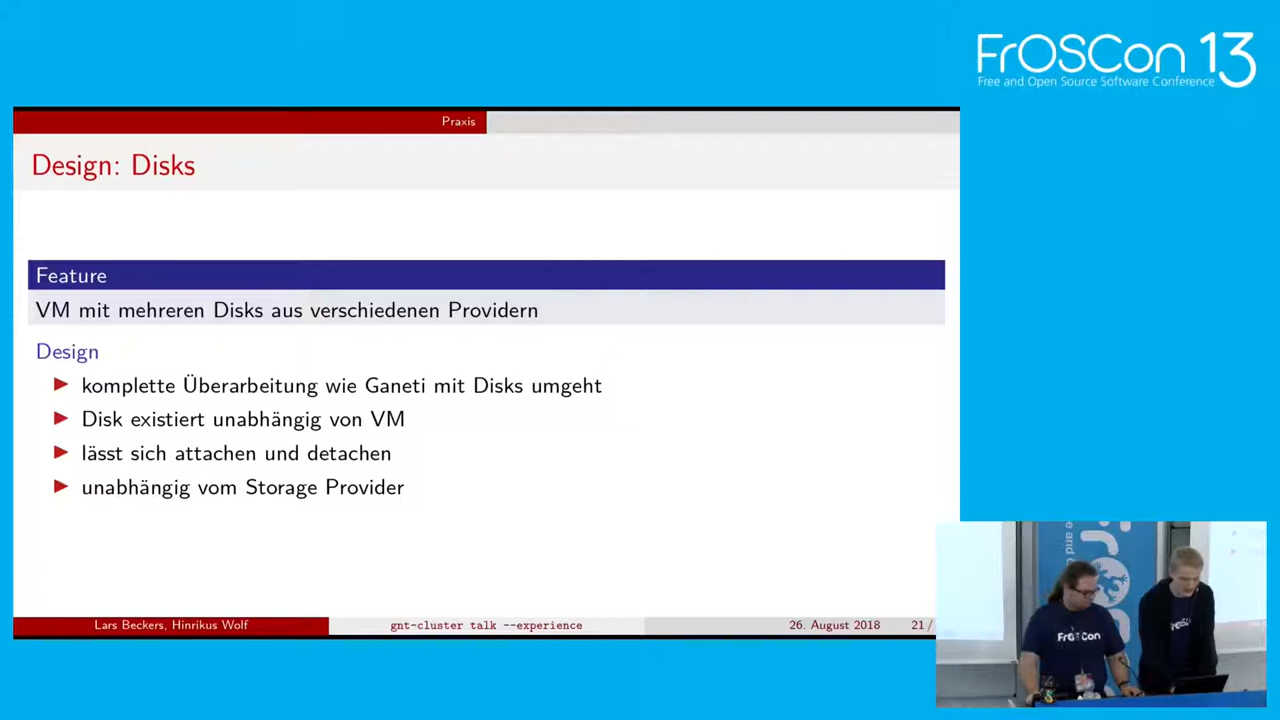 FrOSCon 13
Free and Open Source Software Conference
Praxis
Design: Disks
Feature
VM mit mehreren Disks aus verschiedenen Providern
Design
komplette Überarbeitung wie Ganeti mit Disks umgeht
Disk existiert unabhängig von VM
lässt sich attachen und detachen
unabhängig vom Storage Provider
Lars Beckers, Hinrikus Wolf
gnt-cluster talk --experience
26. August 2018
21 /
FrOSCon